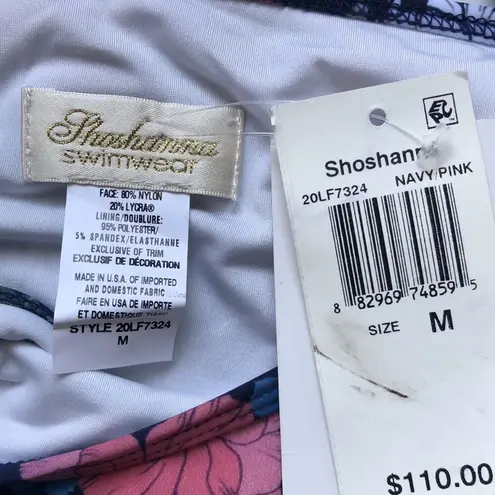 Shoshanna
swimwear
FACE: 80% NYLON
20% LYCRA®
LINING/DOUBLURE:
95% POLYESTER/
5% SPANDEX/ELASTHANNE
EXCLUSIVE OF TRIM
EXCLUSIF DE DÉCORATION
MADE IN U.S.A. OF IMPORTED
AND DOMESTIC FABRIC/
FAIRE EN USA DE IMPORTE
ET DOMESTIQUE
STYLE 20LF7324
M
Shoshanna
20LF7324 NAVY/PINK
8 82969 74859 5
SIZE M
$110.00